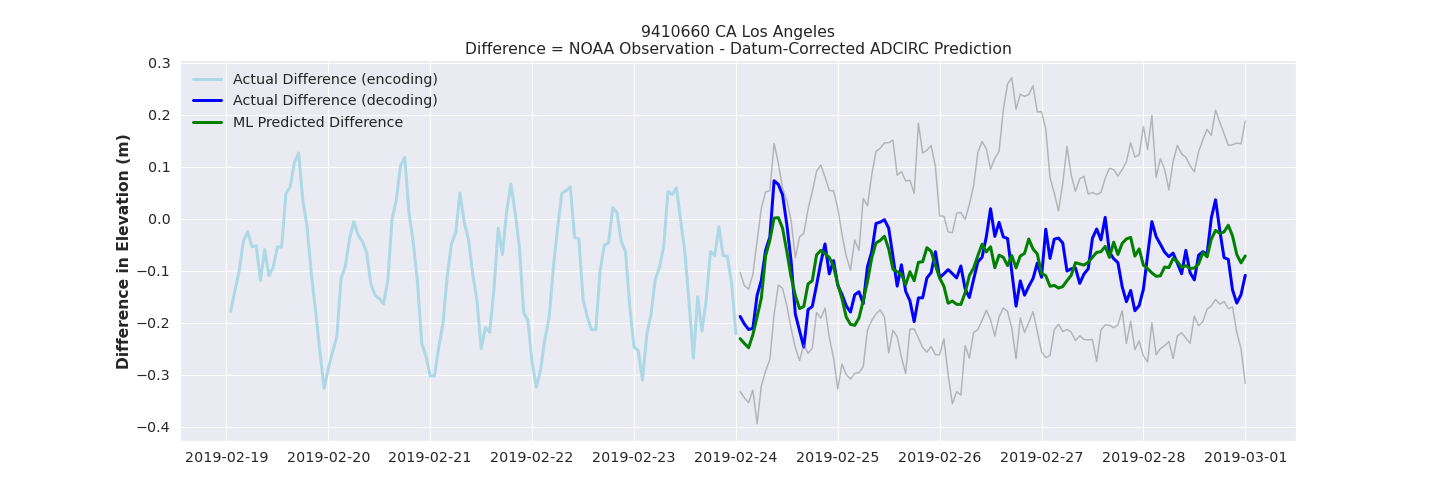 9410660 CA Los Angeles
Difference = NOAA Observation - Datum-Corrected ADCIRC Prediction
Difference in Elevation (m)
0.3
0.2
0.1
0.0
−0.1
−0.2
−0.3
−0.4
Actual Difference (encoding)
Actual Difference (decoding)
ML Predicted Difference
2019-02-19 2019-02-20 2019-02-21 2019-02-22 2019-02-23 2019-02-24 2019-02-25 2019-02-26 2019-02-27 2019-02-28 2019-03-01